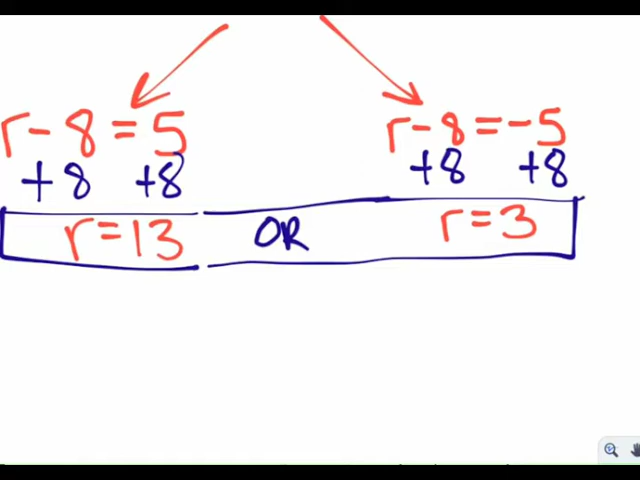 r - 8 = 5 r - 8 = -5
+ 8 +8 +8 +8
r = 13 OR r = 3